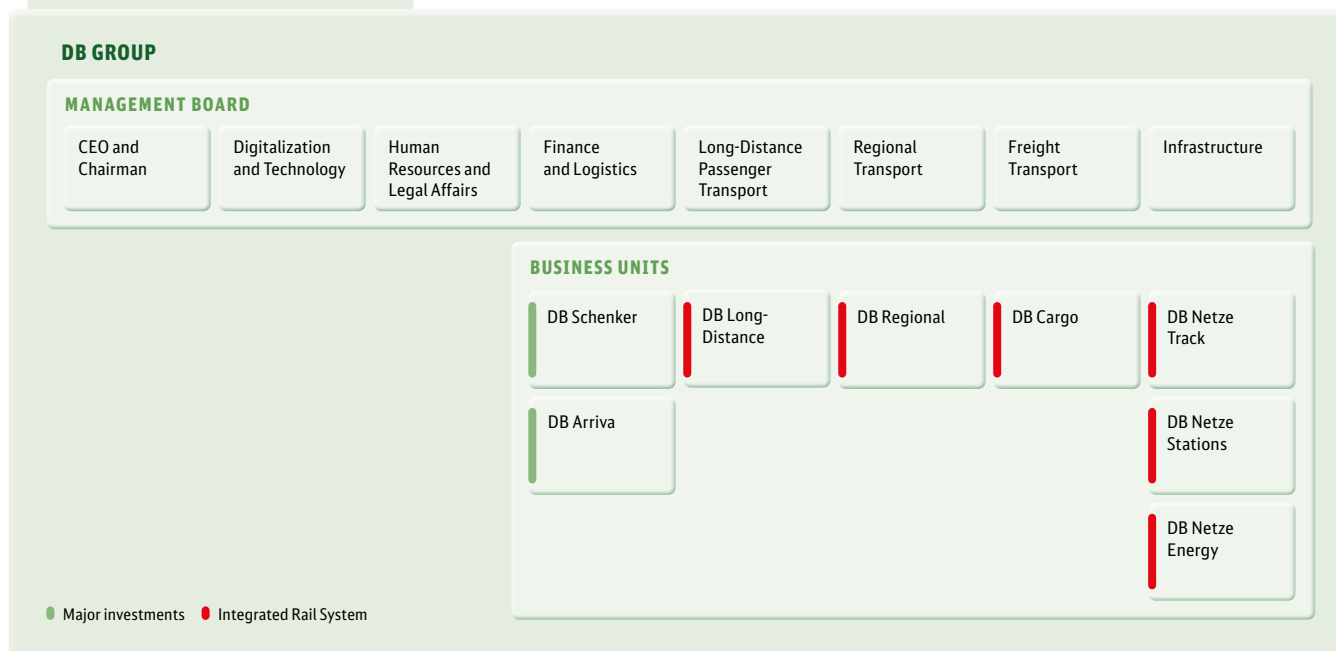 DB GROUP
MANAGEMENT BOARD
CEO and
Chairman
Digitalization
and Technology
Human
Resources and
Legal Affairs
Finance
and Logistics
Long-Distance
Passenger
Transport
Regional
Transport
Freight
Transport
Infrastructure
BUSINESS UNITS
DB Schenker
DB Long-
Distance
DB Regional
DB Cargo
DB Netze
Track
DB Arriva
DB Netze
Stations
DB Netze
Energy
Major investments
Integrated Rail System